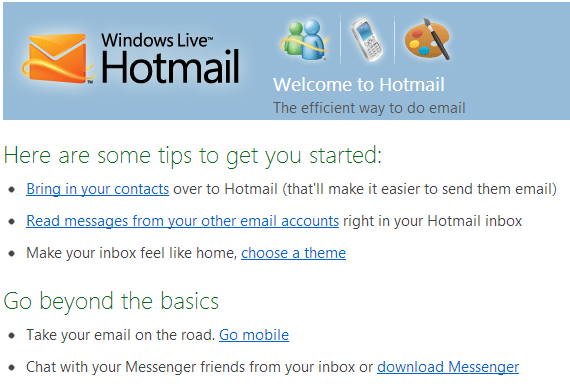 Windows Live™
Hotmail™
Welcome to Hotmail
The efficient way to do email
Here are some tips to get you started:
• Bring in your contacts over to Hotmail (that'll make it easier to send them email)
• Read messages from your other email accounts right in your Hotmail inbox
• Make your inbox feel like home, choose a theme
Go beyond the basics
• Take your email on the road. Go mobile
• Chat with your Messenger friends from your inbox or download Messenger